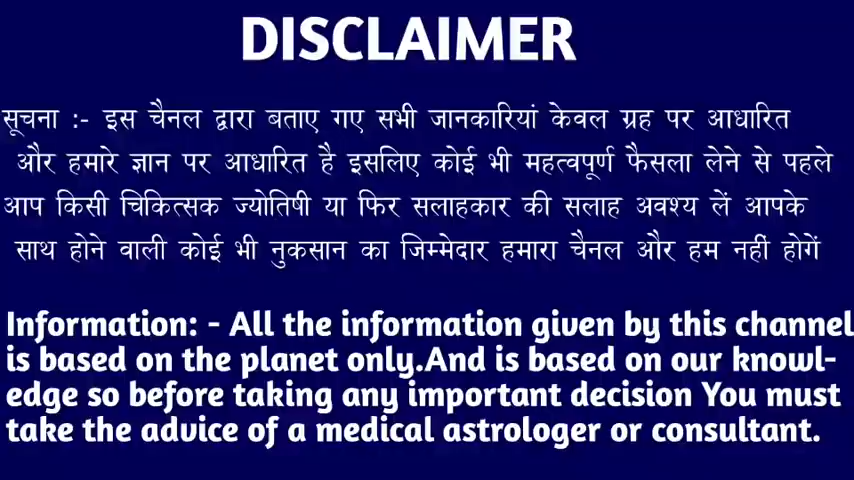 DISCLAIMER
सूचना :- इस चैनल द्वारा बताए गए सभी जानकारियां केवल ग्रह पर आधारित
और हमारे ज्ञान पर आधारित है इसलिए कोई भी महत्वपूर्ण फैसला लेने से पहले
आप किसी चिकित्सक ज्योतिषी या फिर सलाहकार की सलाह अवश्य लें आपके
साथ होने वाली कोई भी नुकसान का जिम्मेदार हमारा चैनल और हम नहीं होगें
Information: - All the information given by this channel
is based on the planet only.And is based on our knowl-
edge so before taking any important decision You must
take the advice of a medical astrologer or consultant.